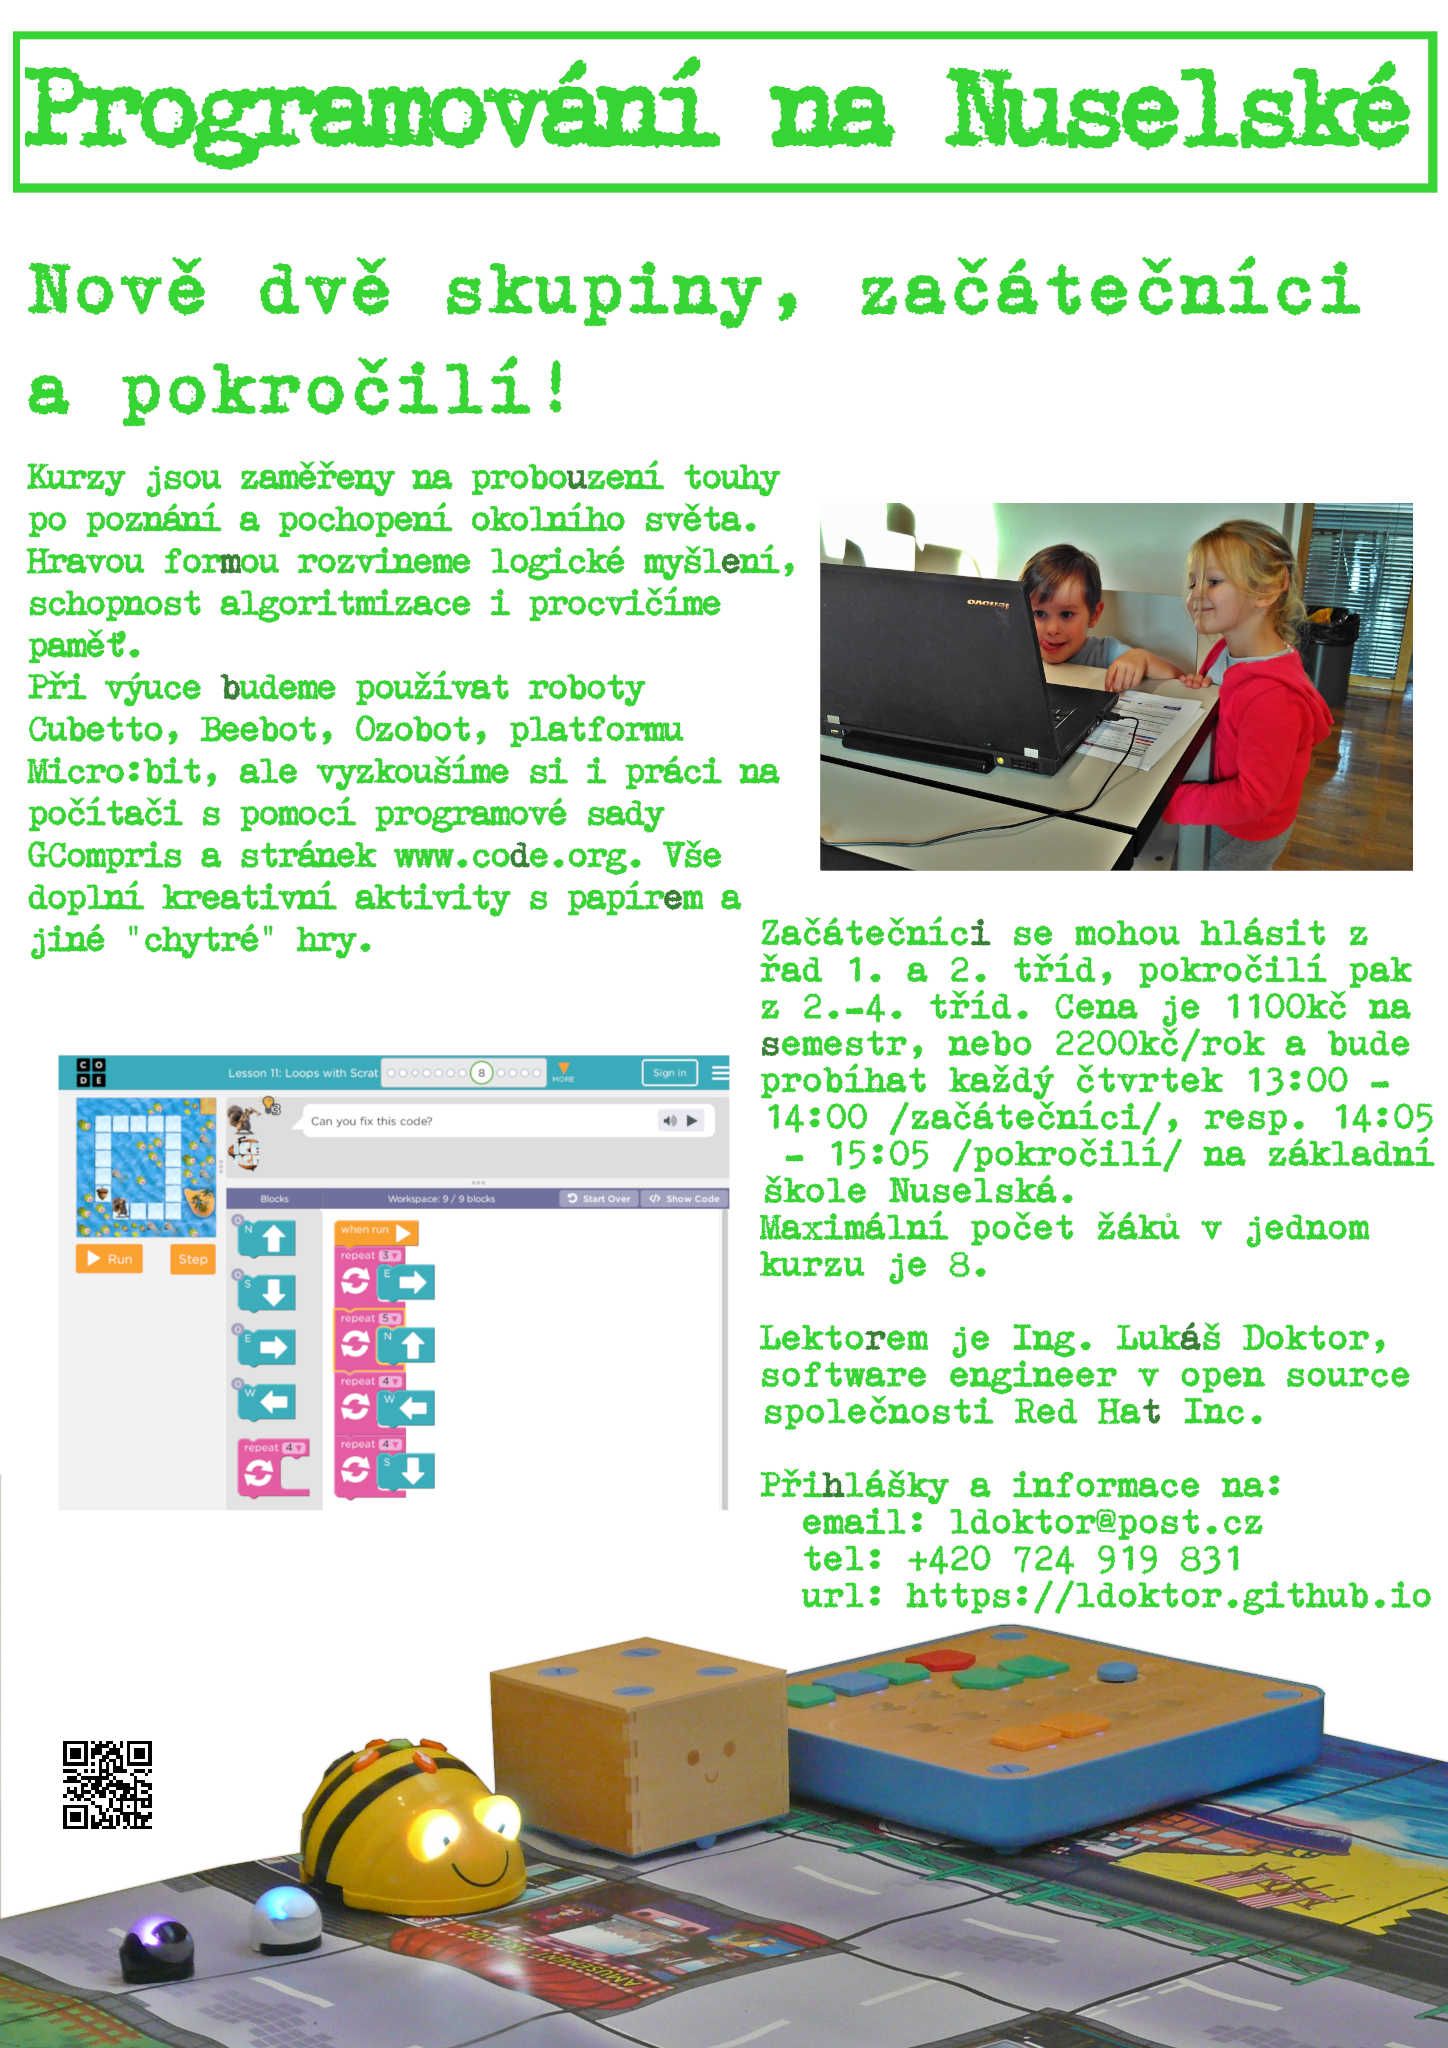 Programování na Nuselské
Nově dvě skupiny, začátečníci
a pokročilí!
Kurzy jsou zaměřeny na probouzení touhy
po poznání a pochopení okolního světa.
Hravou formou rozvineme logické myšlení,
schopnost algoritmizace i procvičíme
paměť.
Při výuce budeme používat roboty
Cubetto, Beebot, Ozobot, platformu
Micro:bit, ale vyzkoušíme si i práci na
počítači s pomocí programové sady
GCompris a stránek www.code.org. Vše
doplní kreativní aktivity s papírem a
jiné "chytré" hry.
lenovo
Začátečníci se mohou hlásit z
řad 1. a 2. tříd, pokročilí pak
z 2.-4. tříd. Cena je 1100kč na
semestr, nebo 2200kč/rok a bude
probíhat každý čtvrtek 13:00 -
14:00 /začátečníci/, resp. 14:05
- 15:05 /pokročilí/ na základní
škole Nuselská.
Maximální počet žáků v jednom
kurzu je 8.
Lektorem je Ing. Lukáš Doktor,
software engineer v open source
společnosti Red Hat Inc.
Přihlášky a informace na:
email: ldoktor@post.cz
tel: +420 724 919 831
url: https://ldoktor.github.io
CODE
Lesson 11: Loops with Scrat
8
MORE
Sign in
3
Can you fix this code?
Blocks
Workspace: 9 / 9 blocks
Start Over
Show Code
Run
Step
0
N
0
S
0
E
0
W
repeat 4
when run
repeat 3
E
repeat 5
N
repeat 4
W
repeat 4
S
AMUSEMENT ARCADE